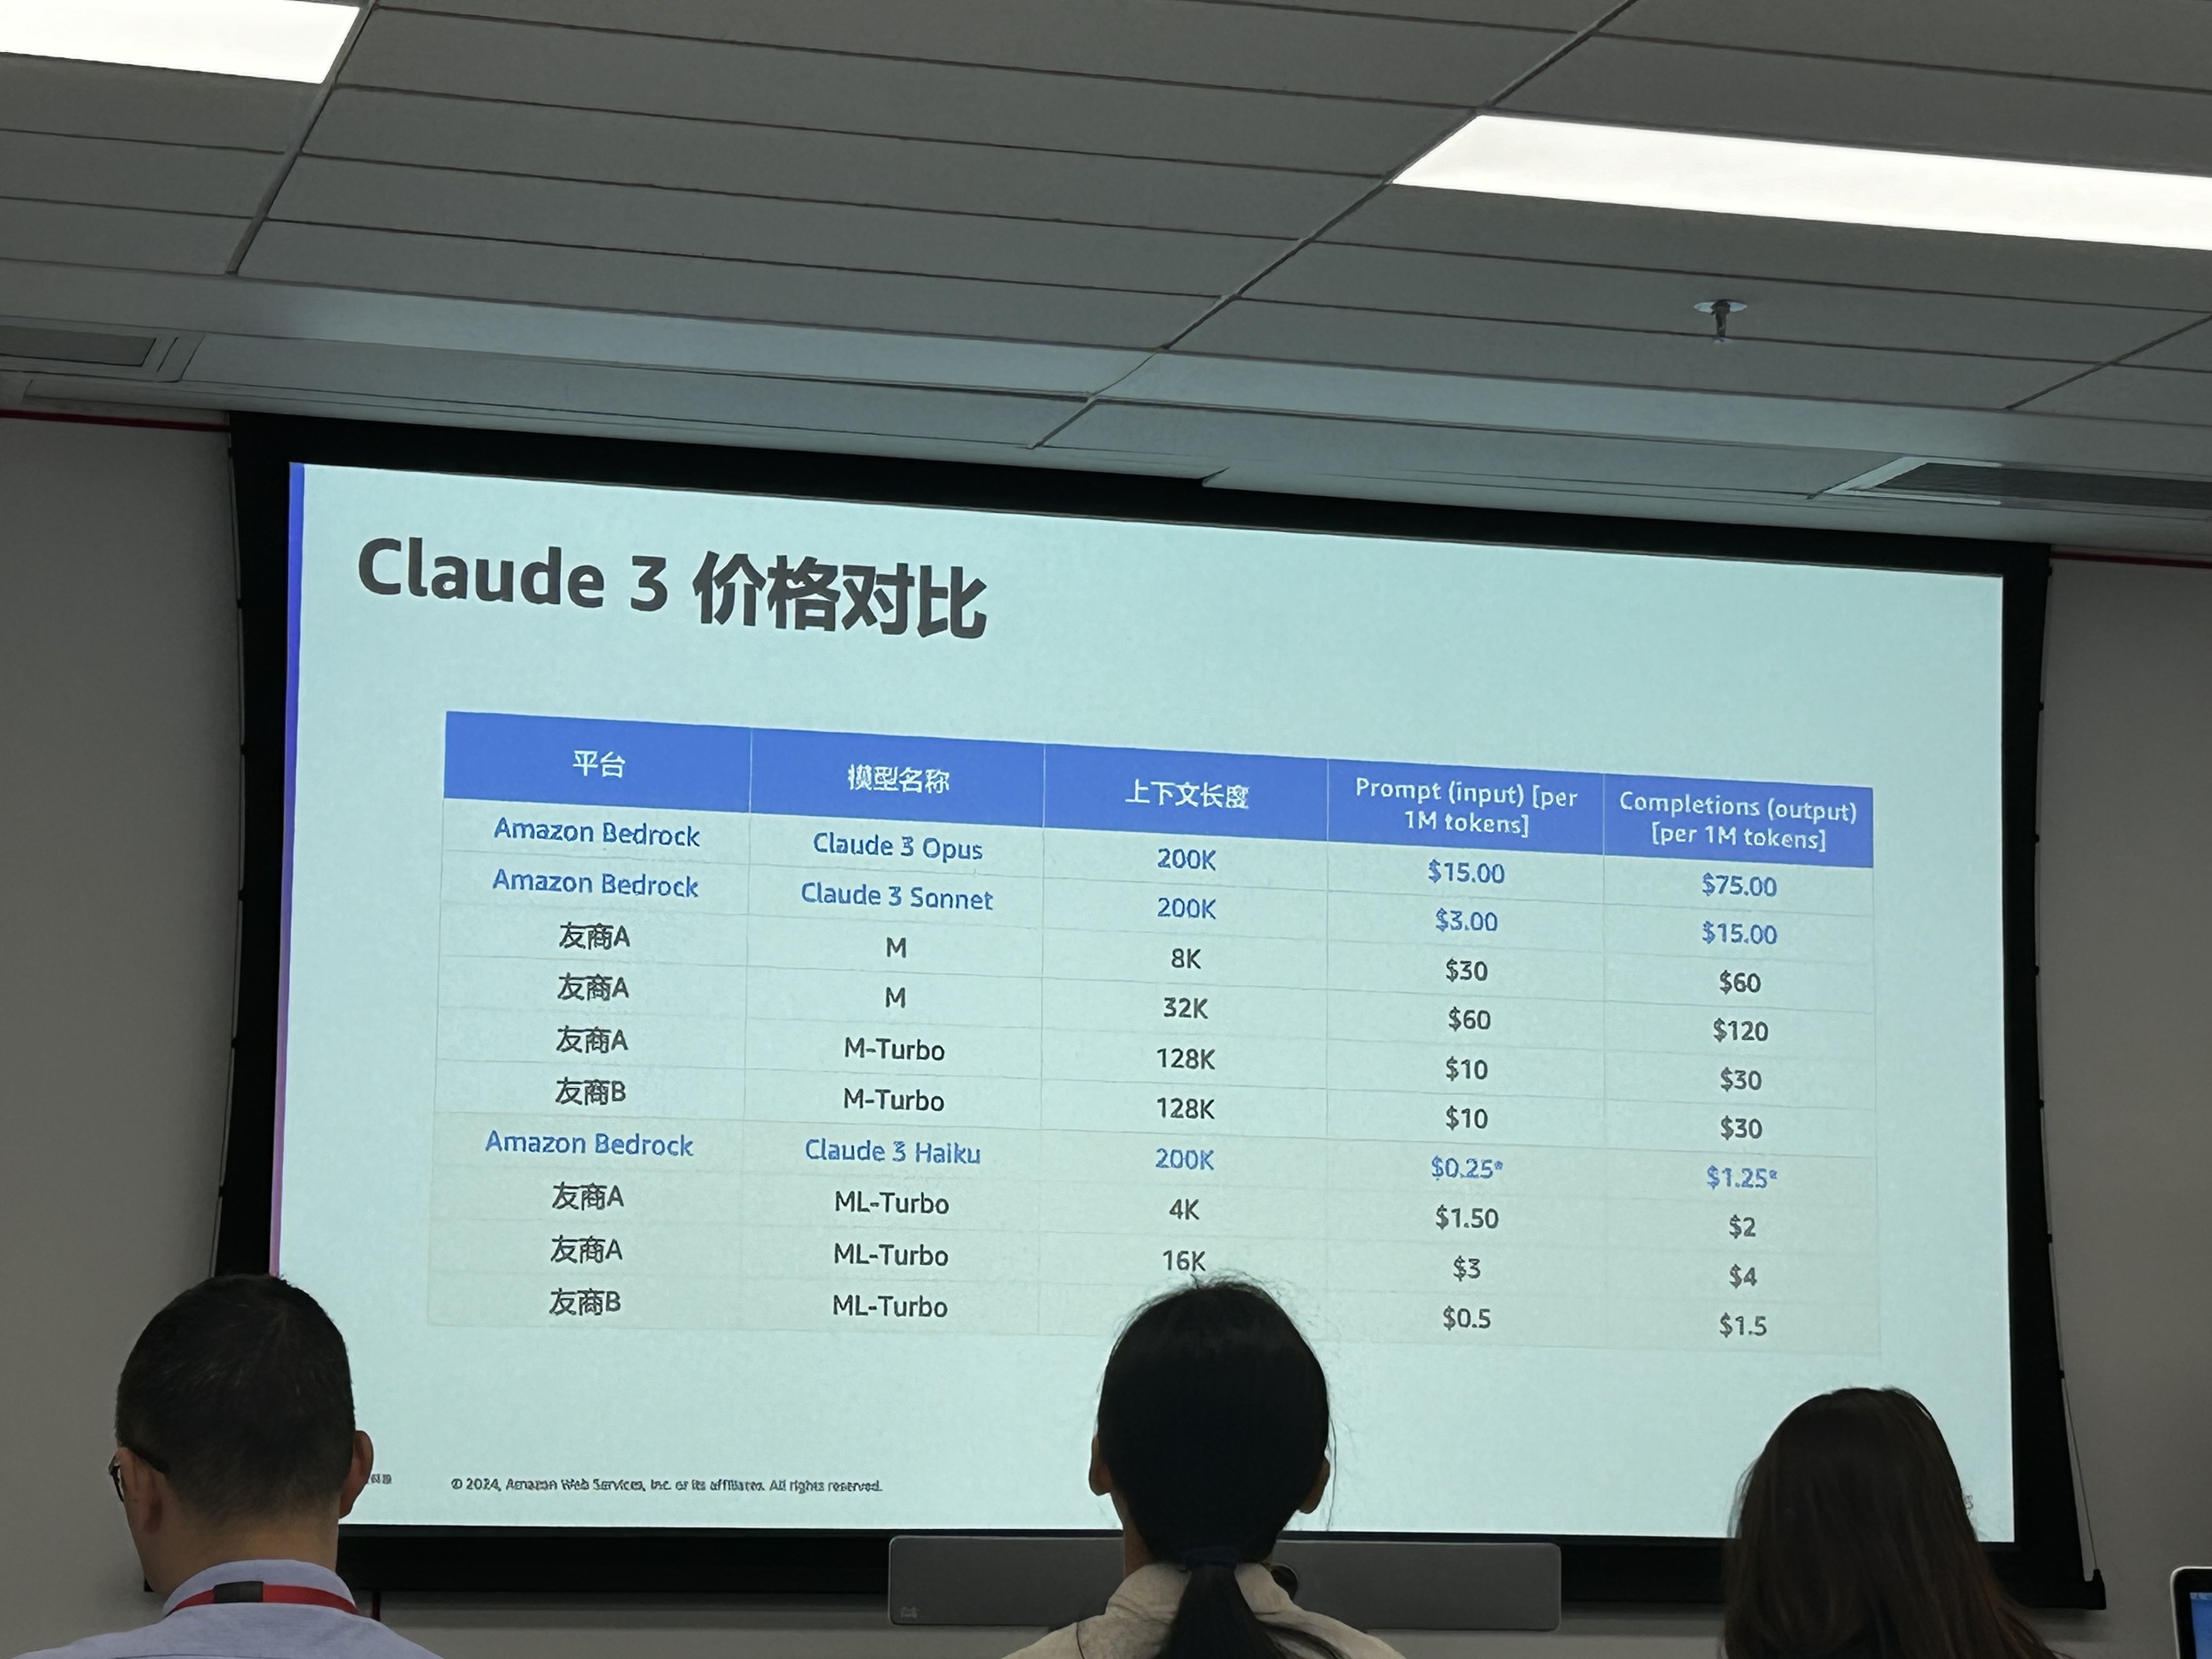 Claude 3 价格对比
平台 模型名称 上下文长度 Prompt (input) [per 1M tokens] Completions (output) [per 1M tokens]
Amazon Bedrock Claude 3 Opus 200K $15.00 $75.00
Amazon Bedrock Claude 3 Sonnet 200K $3.00 $15.00
友商A M 8K $30 $60
友商A M 32K $60 $120
友商A M-Turbo 128K $10 $30
友商B M-Turbo 128K $10 $30
Amazon Bedrock Claude 3 Haiku 200K $0.25* $1.25*
友商A ML-Turbo 4K $1.50 $2
友商A ML-Turbo 16K $3 $4
友商B ML-Turbo $0.5 $1.5
© 2024, Amazon Web Services, Inc. or its affiliates. All rights reserved.